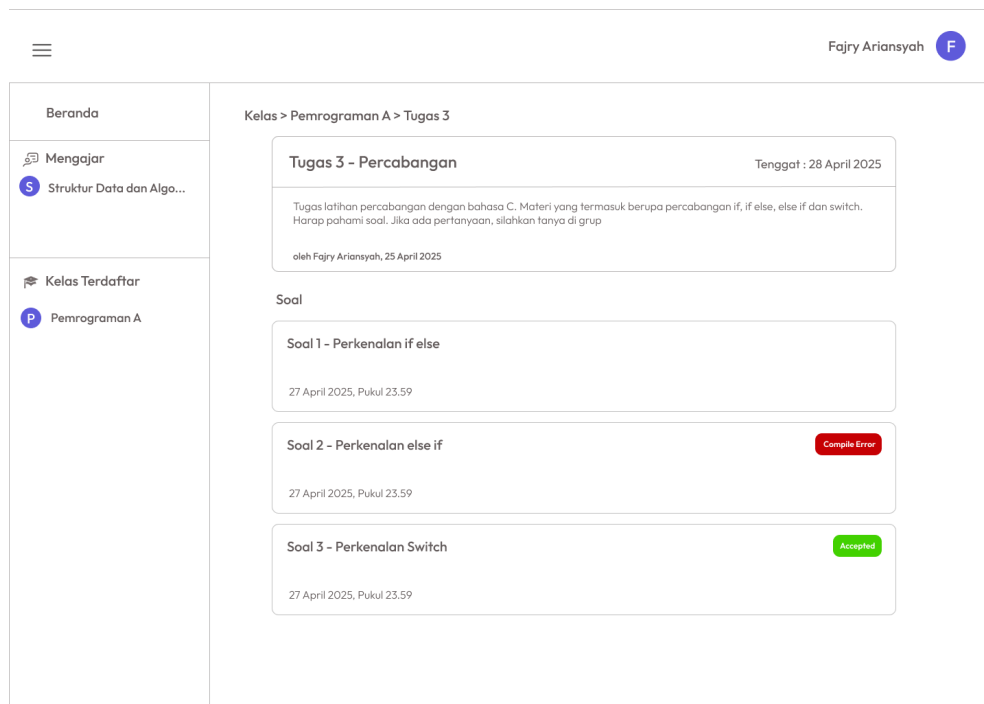 Fajry Ariansyah
F
Beranda
Mengajar
S
Struktur Data dan Algo...
Kelas Terdaftar
P
Pemrograman A
Kelas > Pemrograman A > Tugas 3
Tugas 3 - Percabangan
Tenggat : 28 April 2025
Tugas latihan percabangan dengan bahasa C. Materi yang termasuk berupa percabangan if, if else, else if dan switch.
Harap pahami soal. Jika ada pertanyaan, silahkan tanya di grup
oleh Fajry Ariansyah, 25 April 2025
Soal
Soal 1 - Perkenalan if else
27 April 2025, Pukul 23.59
Soal 2 - Perkenalan else if
Compile Error
27 April 2025, Pukul 23.59
Soal 3 - Perkenalan Switch
Accepted
27 April 2025, Pukul 23.59